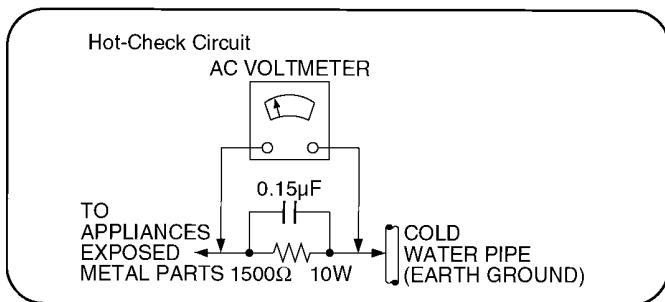 Hot-Check Circuit
AC VOLTMETER
0.15µF
TO
APPLIANCES
EXPOSED
METAL PARTS 1500Ω 10W
COLD
WATER PIPE
(EARTH GROUND)